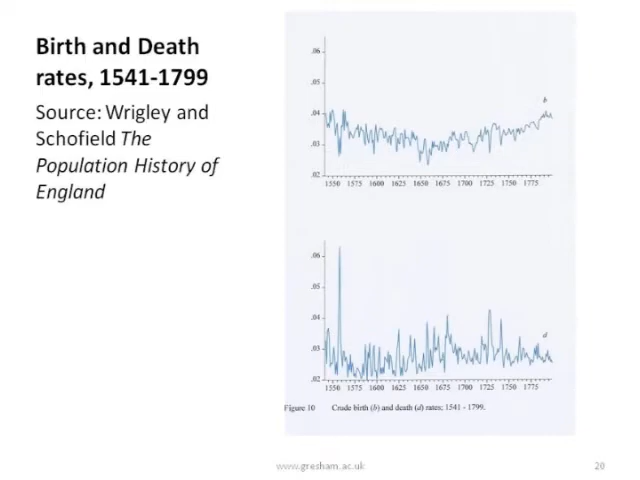 Birth and Death
rates, 1541-1799
Source: Wrigley and
Schofield The
Population History of
England
.06
.05
.04
.03
.02
b
1550 1575 1600 1625 1650 1675 1700 1725 1750 1775
.06
.05
.04
.03
.02
d
1550 1575 1600 1625 1650 1675 1700 1725 1750 1775
Figure 10 Crude birth (b) and death (d) rates; 1541 - 1799.
www.gresham.ac.uk
20